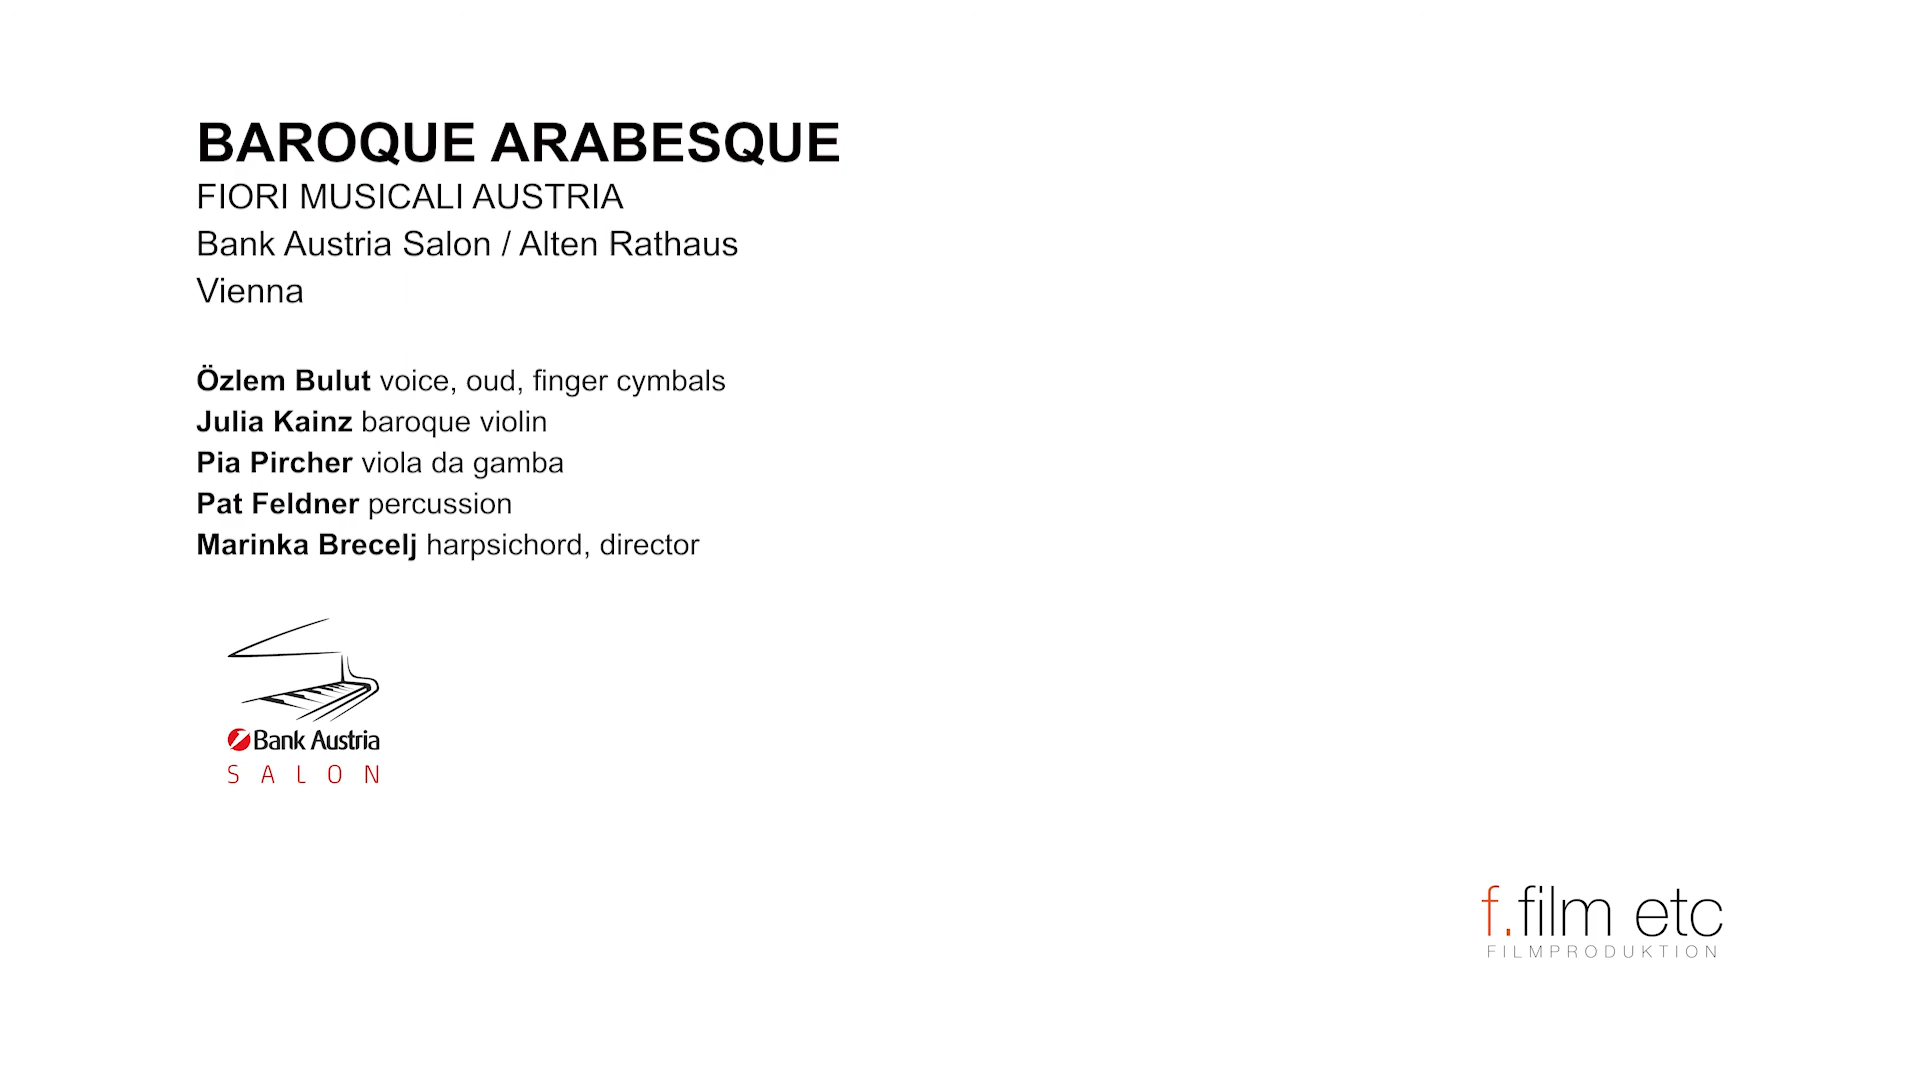 BAROQUE ARABESQUE
FIORI MUSICALI AUSTRIA
Bank Austria Salon / Alten Rathaus
Vienna
Özlem Bulut voice, oud, finger cymbals
Julia Kainz baroque violin
Pia Pircher viola da gamba
Pat Feldner percussion
Marinka Brecelj harpsichord, director
Bank Austria
SALON
f.film etc
FILMPRODUKTION